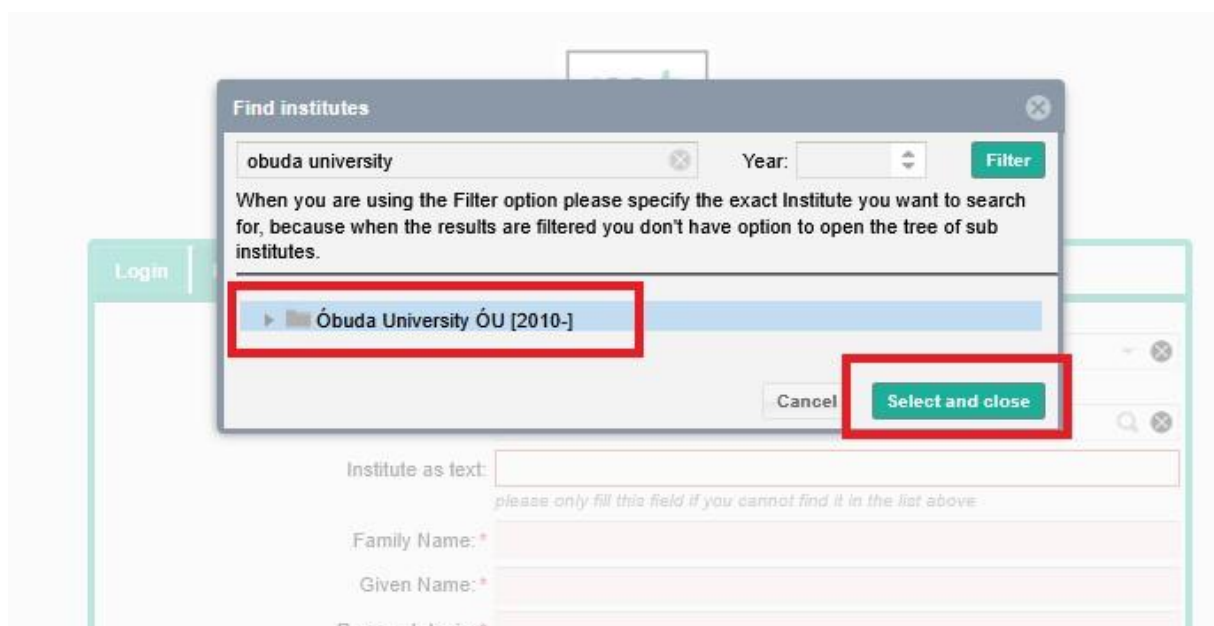 Find institutes
obuda university Year: Filter
When you are using the Filter option please specify the exact Institute you want to search
for, because when the results are filtered you don't have option to open the tree of sub
institutes.
Login
Óbuda University ÓU [2010-]
Cancel Select and close
Institute as text:
please only fill this field if you cannot find it in the list above
Family Name: *
Given Name: *